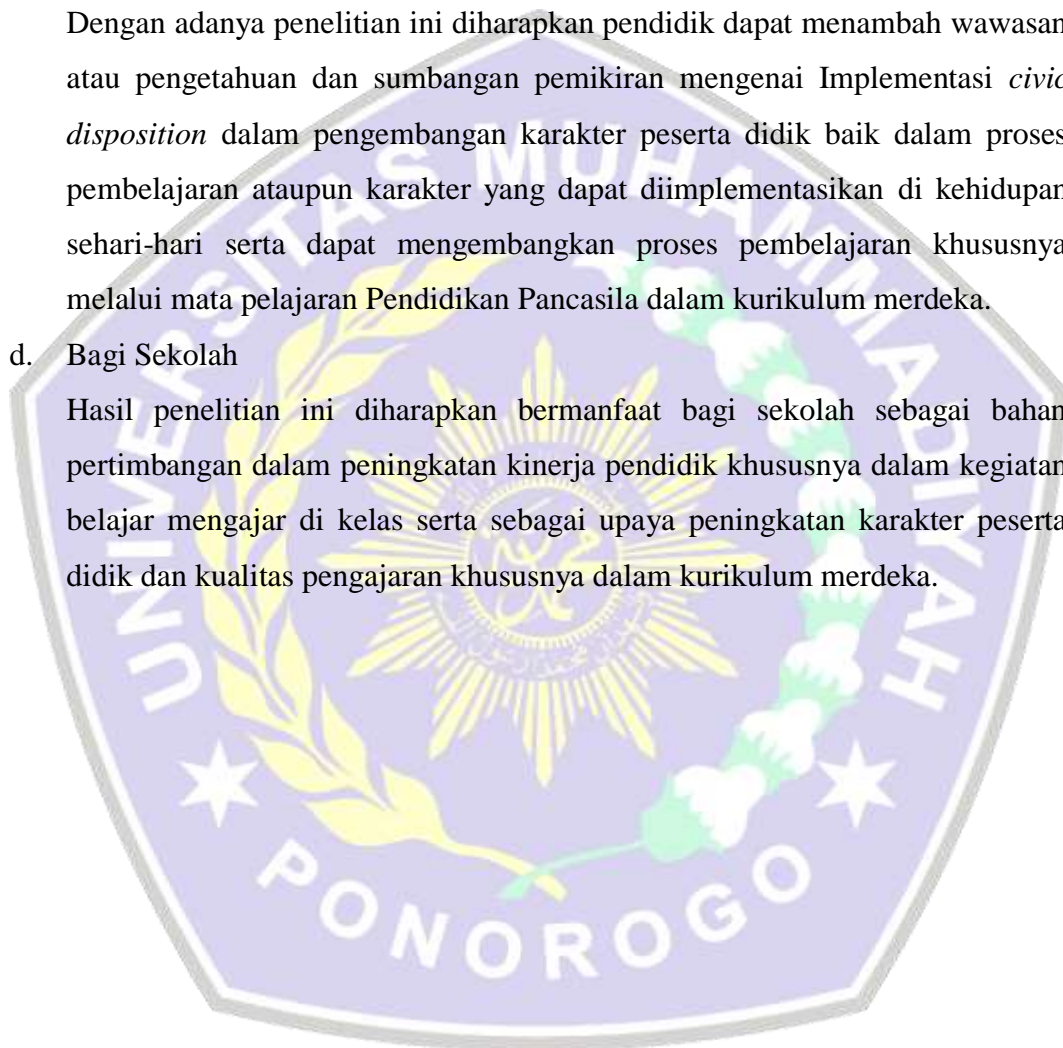 Dengan adanya penelitian ini diharapkan pendidik dapat menambah wawasan
atau pengetahuan dan sumbangan pemikiran mengenai Implementasi civic
disposition dalam pengembangan karakter peserta didik baik dalam proses
pembelajaran ataupun karakter yang dapat diimplementasikan di kehidupan
sehari-hari serta dapat mengembangkan proses pembelajaran khususnya
melalui mata pelajaran Pendidikan Pancasila dalam kurikulum merdeka.
d. Bagi Sekolah
Hasil penelitian ini diharapkan bermanfaat bagi sekolah sebagai bahan
pertimbangan dalam peningkatan kinerja pendidik khususnya dalam kegiatan
belajar mengajar di kelas serta sebagai upaya peningkatan karakter peserta
didik dan kualitas pengajaran khususnya dalam kurikulum merdeka.
UNIVERSITAS MUHAMMADIYAH
PONOROGO